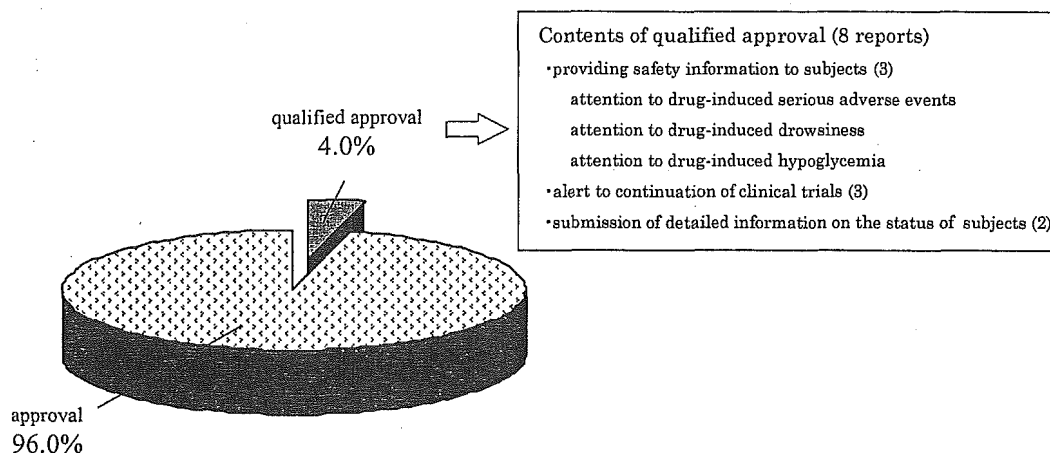 Contents of qualified approval (8 reports)
・providing safety information to subjects (3)
attention to drug-induced serious adverse events
attention to drug-induced drowsiness
attention to drug-induced hypoglycemia
・alert to continuation of clinical trials (3)
・submission of detailed information on the status of subjects (2)
qualified approval
4.0%
approval
96.0%